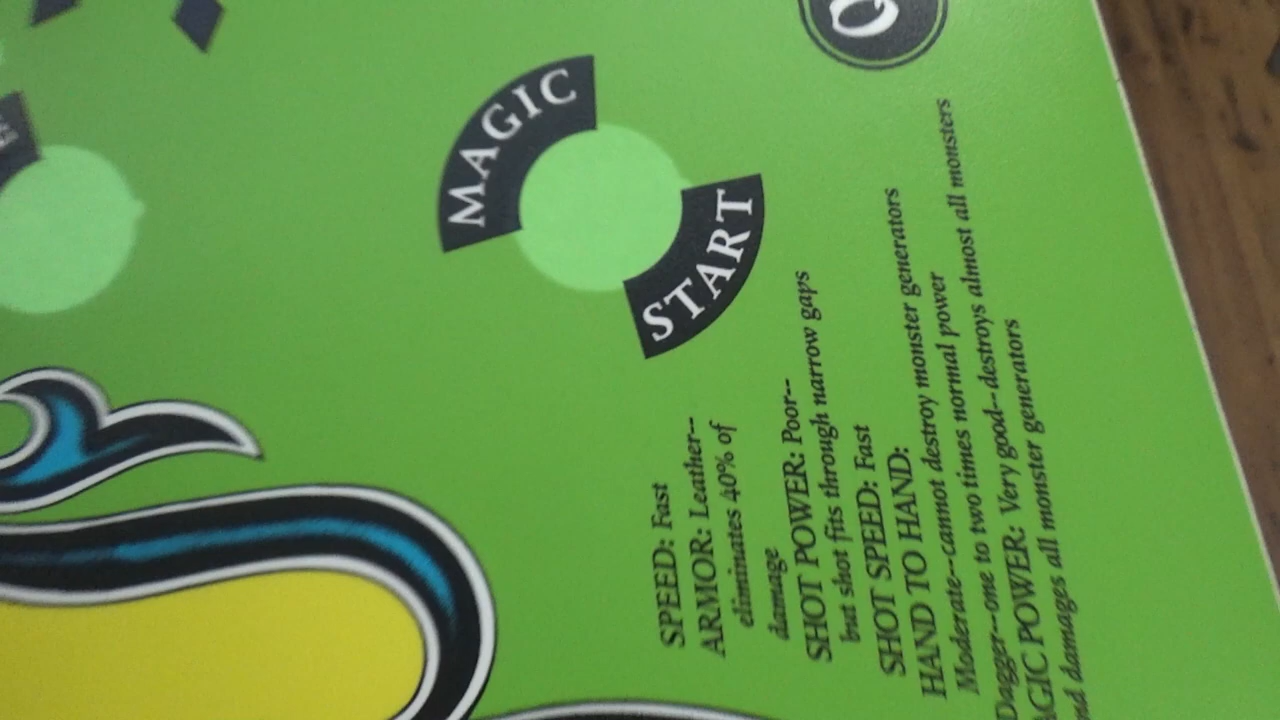 MAGIC
START
Q
SPEED: Fast
ARMOR: Leather--
eliminates 40% of
damage
SHOT POWER: Poor--
but shot fits through narrow gaps
SHOT SPEED: Fast
HAND TO HAND:
Moderate--cannot destroy monster generators
Dagger--one to two times normal power
AGIC POWER: Very good--destroys almost all monsters
nd damages all monster generators